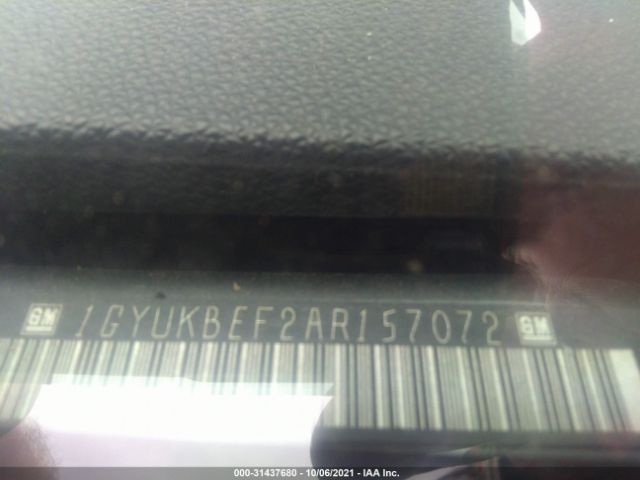 GM 1GYUKBEF2AR157072 GM
000-31437680 - 10/06/2021 - IAA Inc.